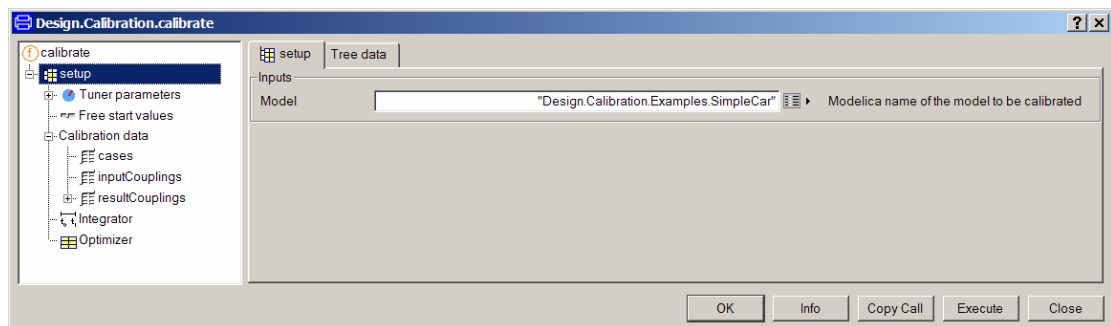 Design.Calibration.calibrate
calibrate
setup
Tuner parameters
Free start values
Calibration data
cases
inputCouplings
resultCouplings
Integrator
Optimizer
setup Tree data
Inputs
Model "Design.Calibration.Examples.SimpleCar" Modelica name of the model to be calibrated
OK Info Copy Call Execute Close